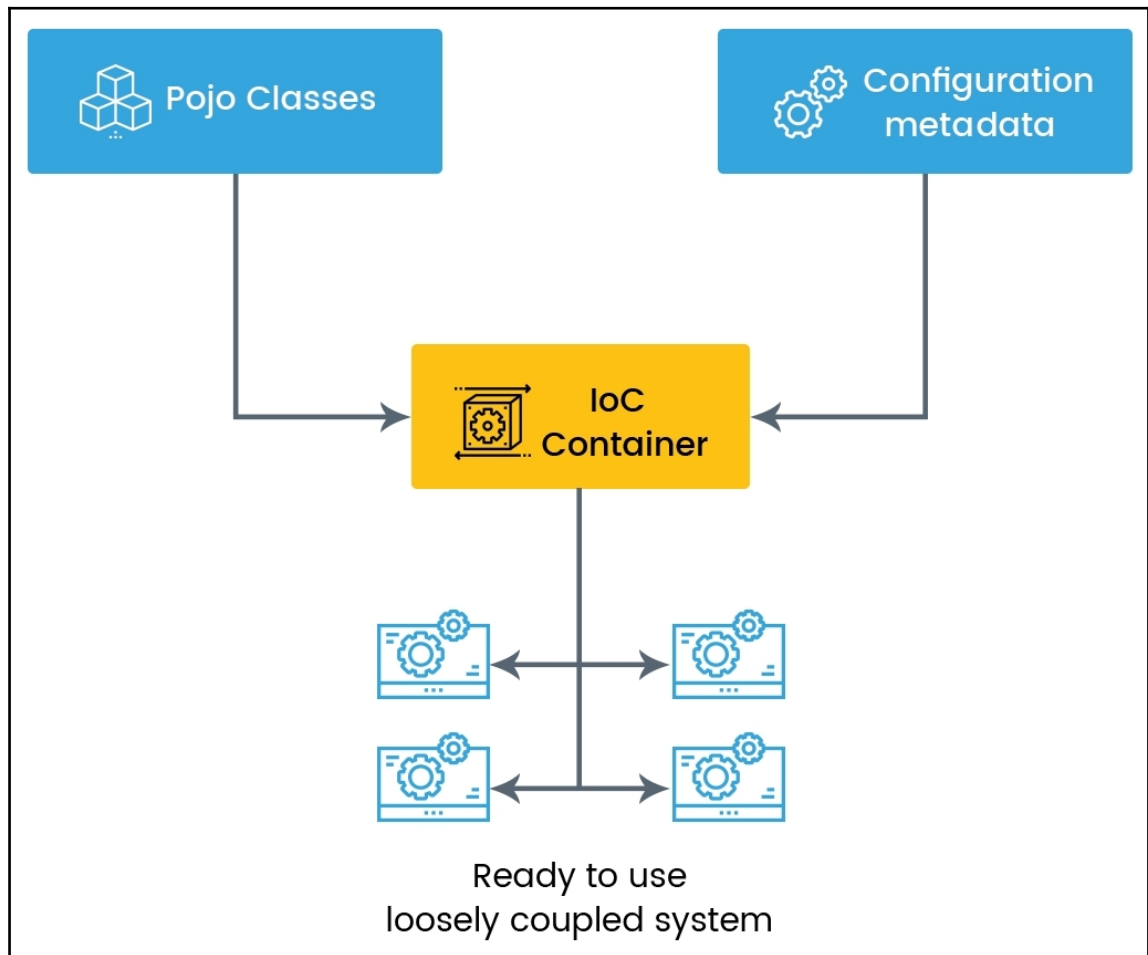 Pojo Classes
Configuration
metadata
IoC
Container
Ready to use
loosely coupled system